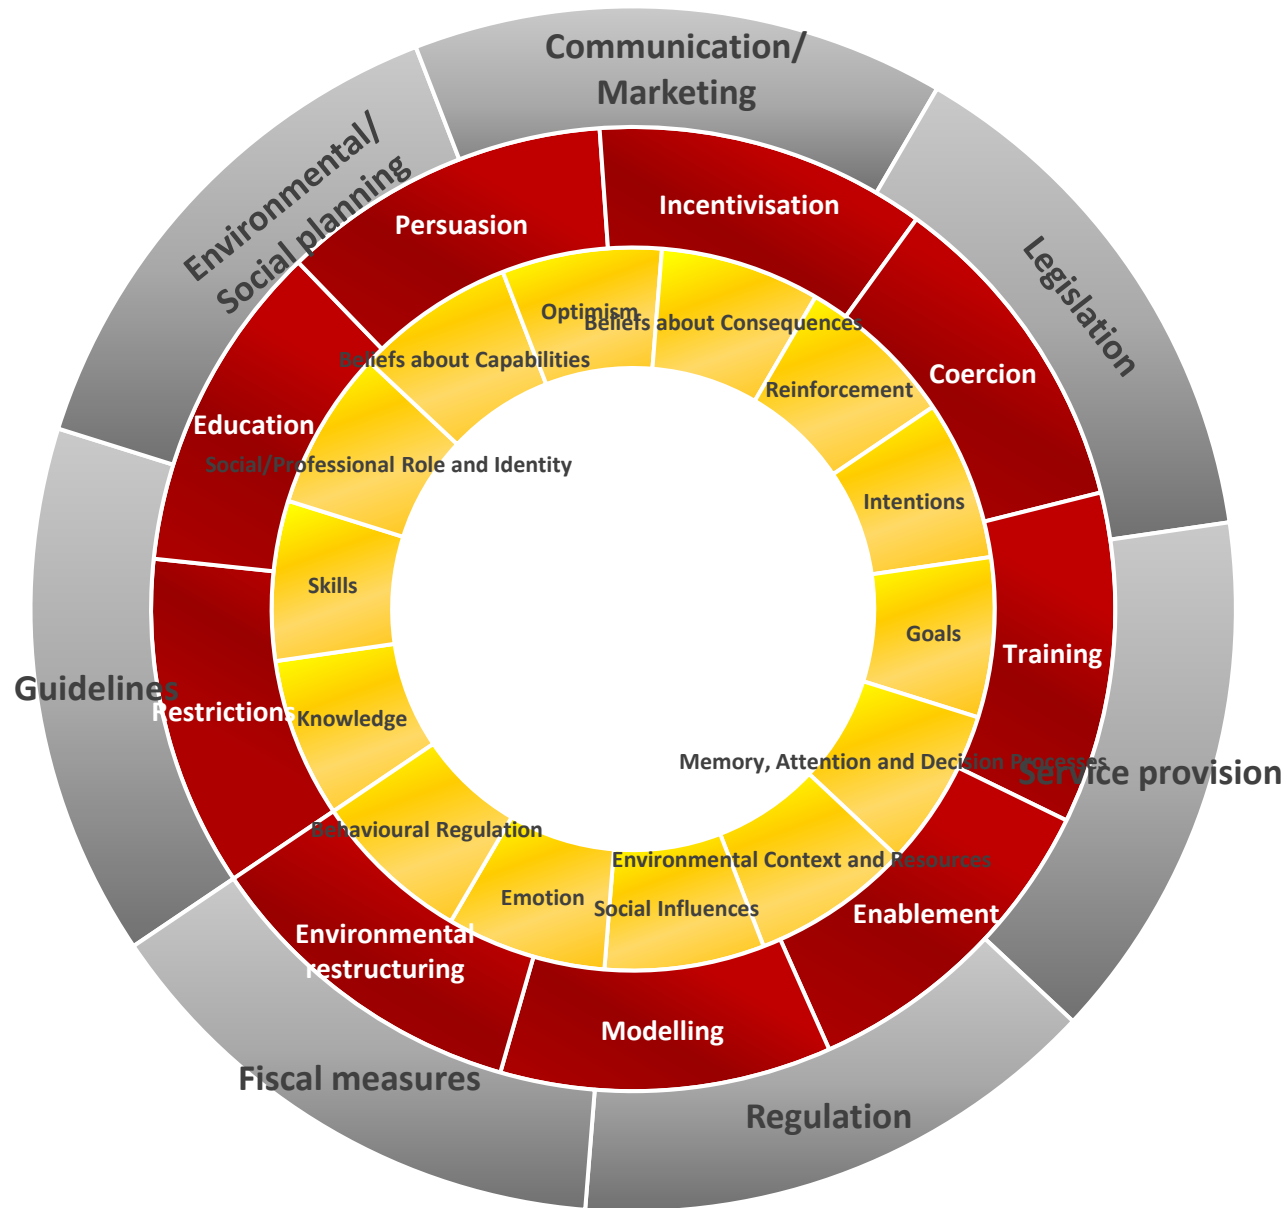 Communication/
Marketing
Environmental/
Social planning
Legislation
Guidelines
Service provision
Fiscal measures
Regulation
Persuasion
Incentivisation
Education
Coercion
Restrictions
Training
Environmental
restructuring
Enablement
Modelling
Optimism
Beliefs about Consequences
Beliefs about Capabilities
Reinforcement
Social/Professional Role and Identity
Intentions
Skills
Goals
Knowledge
Memory, Attention and Decision Processes
Behavioural Regulation
Environmental Context and Resources
Emotion
Social Influences